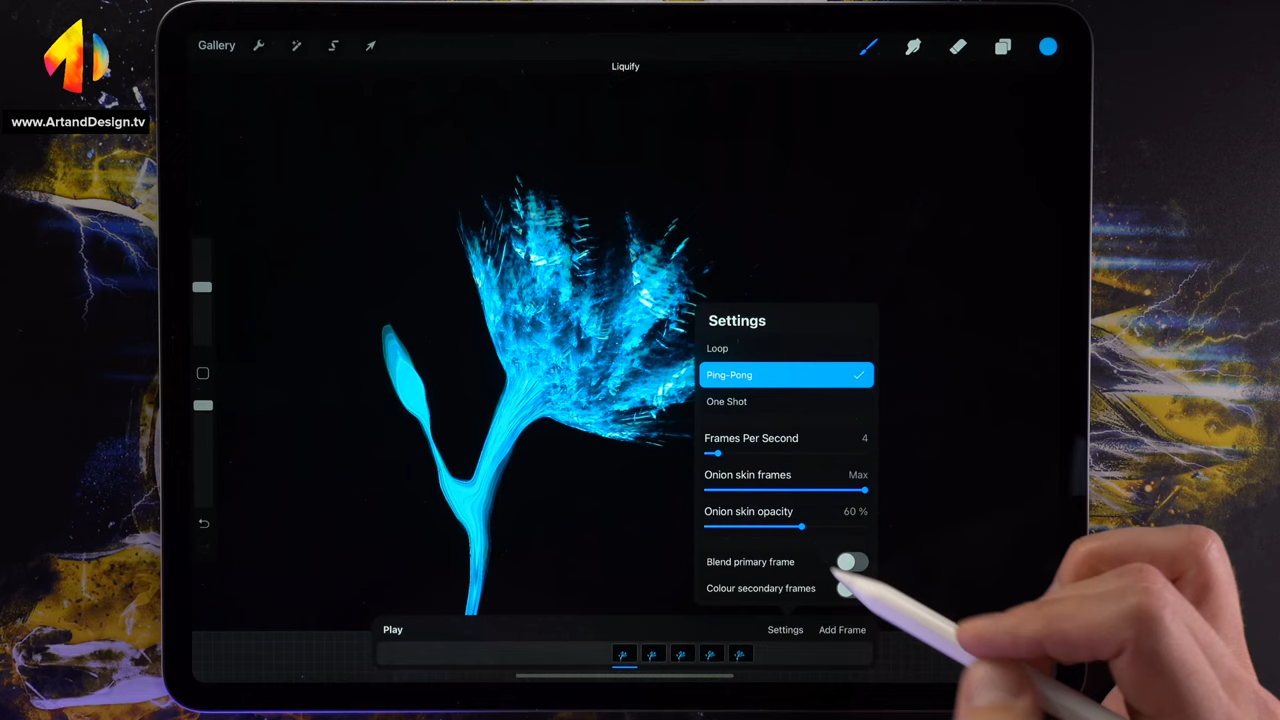 www.ArtandDesign.tv
Gallery
Liquify
Settings
Loop
Ping-Pong
One Shot
Frames Per Second 4
Onion skin frames Max
Onion skin opacity 60 %
Blend primary frame
Colour secondary frames
Play Settings Add Frame